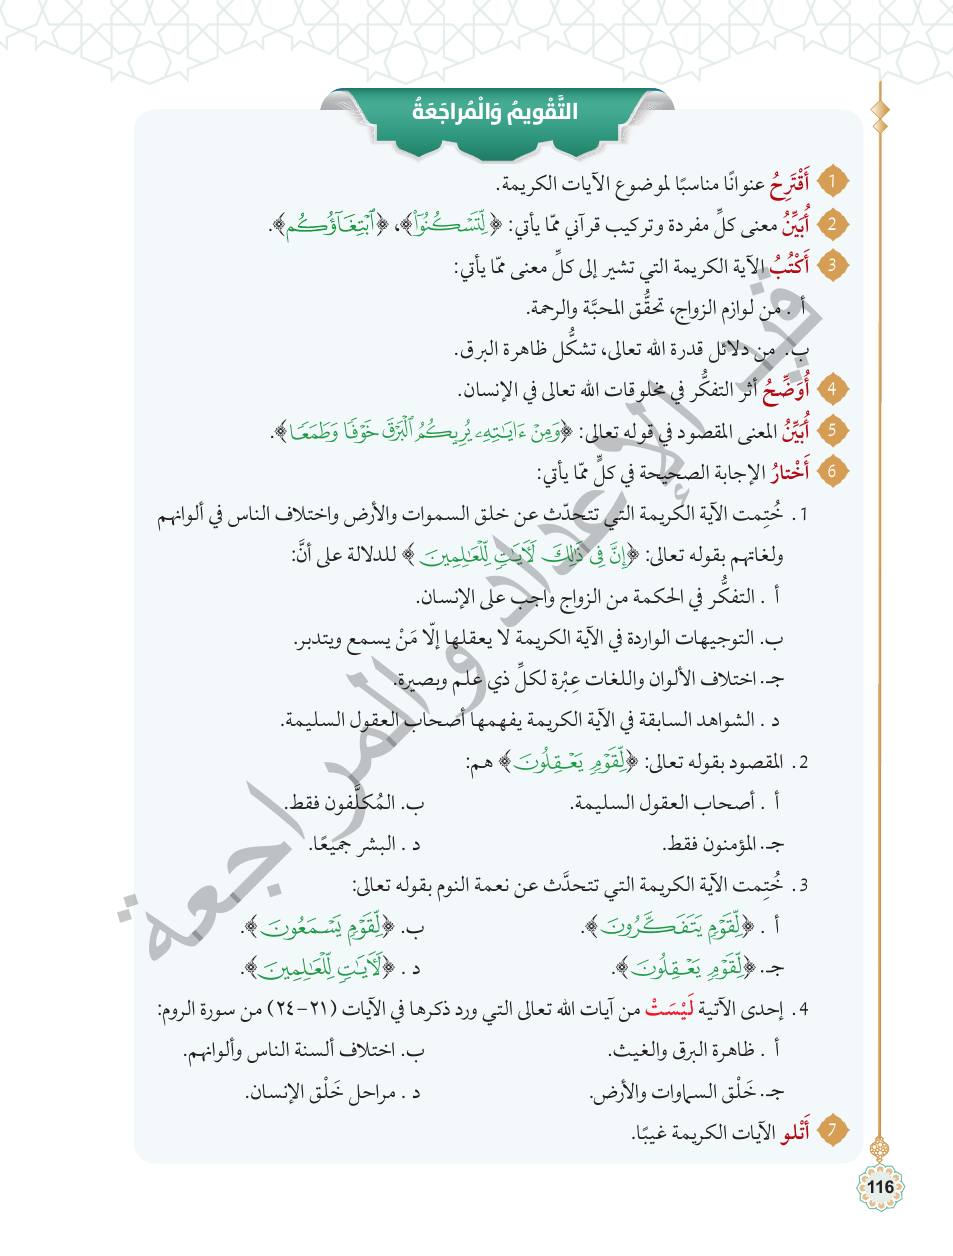 التَّقْويمُ وَالْمُراجَعَةُ
1 أَقْتَرِحُ عنوانًا مناسبًا لموضوع الآيات الكريمة.
2 أُبَيِّنُ معنى كلِّ مفردة وتركيب قرآني ممّا يأتي: ﴿لِّتَسْكُنُوٓاْ﴾، ﴿ٱبْتِغَآؤُكُم﴾.
3 أَكْتُبُ الآية الكريمة التي تشير إلى كلِّ معنى ممّا يأتي:
أ . من لوازم الزواج، تحقُّق المحبَّة والرحمة.
ب. من دلائل قدرة الله تعالى، تشكُّل ظاهرة البرق.
4 أُوَضِّحُ أثر التفكُّر في مخلوقات الله تعالى في الإنسان.
5 أُبَيِّنُ المعنى المقصود في قوله تعالى: ﴿وَمِنْ ءَايَـٰتِهِۦ يُرِيكُمُ ٱلْبَرْقَ خَوْفًا وَطَمَعًا﴾.
6 أَخْتارُ الإجابة الصحيحة في كلٍّ ممّا يأتي:
1. خُتِمت الآية الكريمة التي تتحدّث عن خلق السموات والأرض واختلاف الناس في ألوانهم
ولغاتهم بقوله تعالى: ﴿إِنَّ فِى ذَٰلِكَ لَـَٔايَـٰتٍ لِّلْعَـٰلِمِينَ﴾ للدلالة على أنَّ:
أ . التفكُّر في الحكمة من الزواج واجب على الإنسان.
ب. التوجيهات الواردة في الآية الكريمة لا يعقلها إلّا مَنْ يسمع ويتدبر.
جـ. اختلاف الألوان واللغات عِبْرة لكلِّ ذي علم وبصيرة.
د . الشواهد السابقة في الآية الكريمة يفهمها أصحاب العقول السليمة.
2. المقصود بقوله تعالى: ﴿لِّقَوْمٍ يَعْقِلُونَ﴾ هم:
أ . أصحاب العقول السليمة. ب. المُكلَّفون فقط.
جـ. المؤمنون فقط. د . البشر جميعًا.
3. خُتِمت الآية الكريمة التي تتحدَّث عن نعمة النوم بقوله تعالى:
أ . ﴿لِّقَوْمٍ يَتَفَكَّرُونَ﴾. ب. ﴿لِّقَوْمٍ يَسْمَعُونَ﴾.
جـ. ﴿لِّقَوْمٍ يَعْقِلُونَ﴾. د . ﴿لَـَٔايَـٰتٍ لِّلْعَـٰلِمِينَ﴾.
4. إحدى الآتية لَيْسَتْ من آيات الله تعالى التي ورد ذكرها في الآيات (٢١-٢٤) من سورة الروم:
أ . ظاهرة البرق والغيث. ب. اختلاف ألسنة الناس وألوانهم.
جـ. خَلْق السماوات والأرض. د . مراحل خَلْق الإنسان.
7 أَتْلو الآيات الكريمة غيبًا.
116
قيد الإعداد والمراجعة